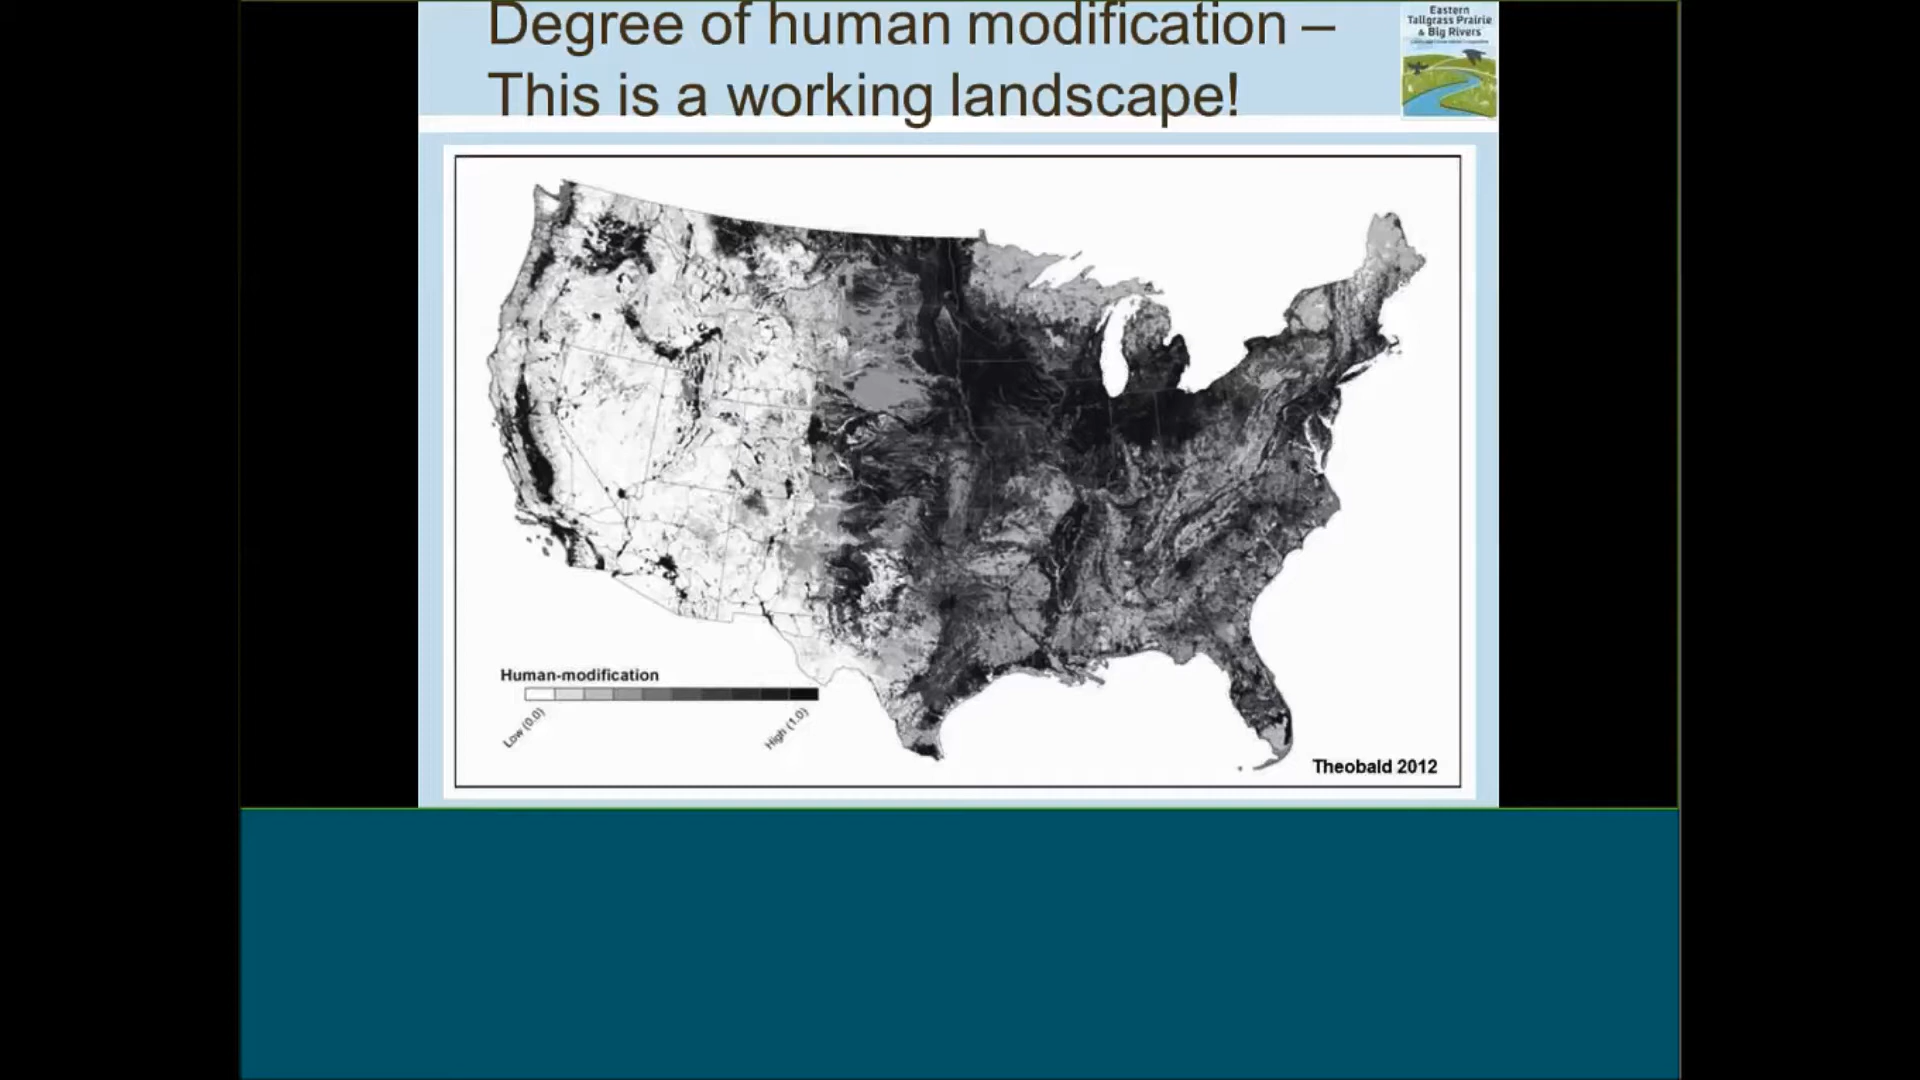 Degree of human modification –
This is a working landscape!
Eastern
Tallgrass Prairie
& Big Rivers
Human-modification
Low (0.0)
High (1.0)
Theobald 2012